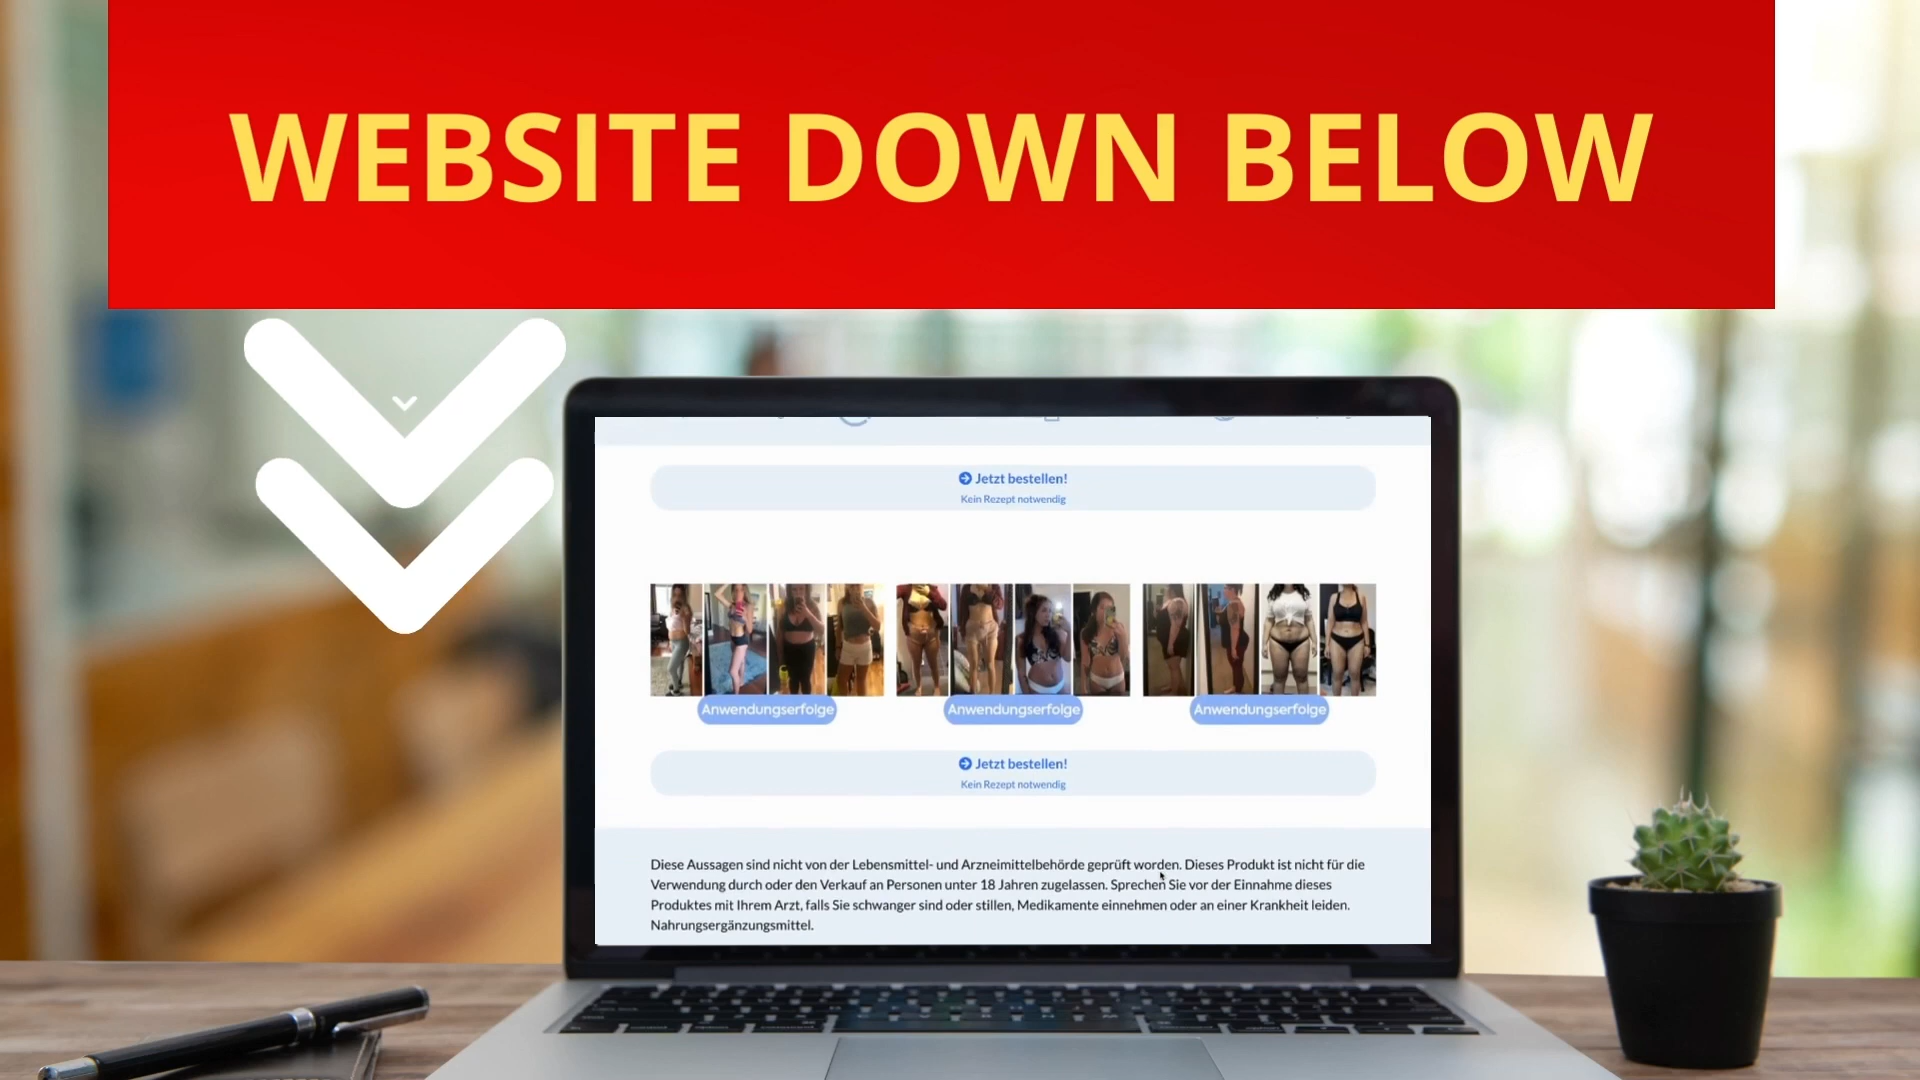 WEBSITE DOWN BELOW
Jetzt bestellen!
Kein Rezept notwendig
Anwendungserfolge Anwendungserfolge Anwendungserfolge
Jetzt bestellen!
Kein Rezept notwendig
Diese Aussagen sind nicht von der Lebensmittel- und Arzneimittelbehörde geprüft worden. Dieses Produkt ist nicht für die
Verwendung durch oder den Verkauf an Personen unter 18 Jahren zugelassen. Sprechen Sie vor der Einnahme dieses
Produktes mit Ihrem Arzt, falls Sie schwanger sind oder stillen, Medikamente einnehmen oder an einer Krankheit leiden.
Nahrungsergänzungsmittel.